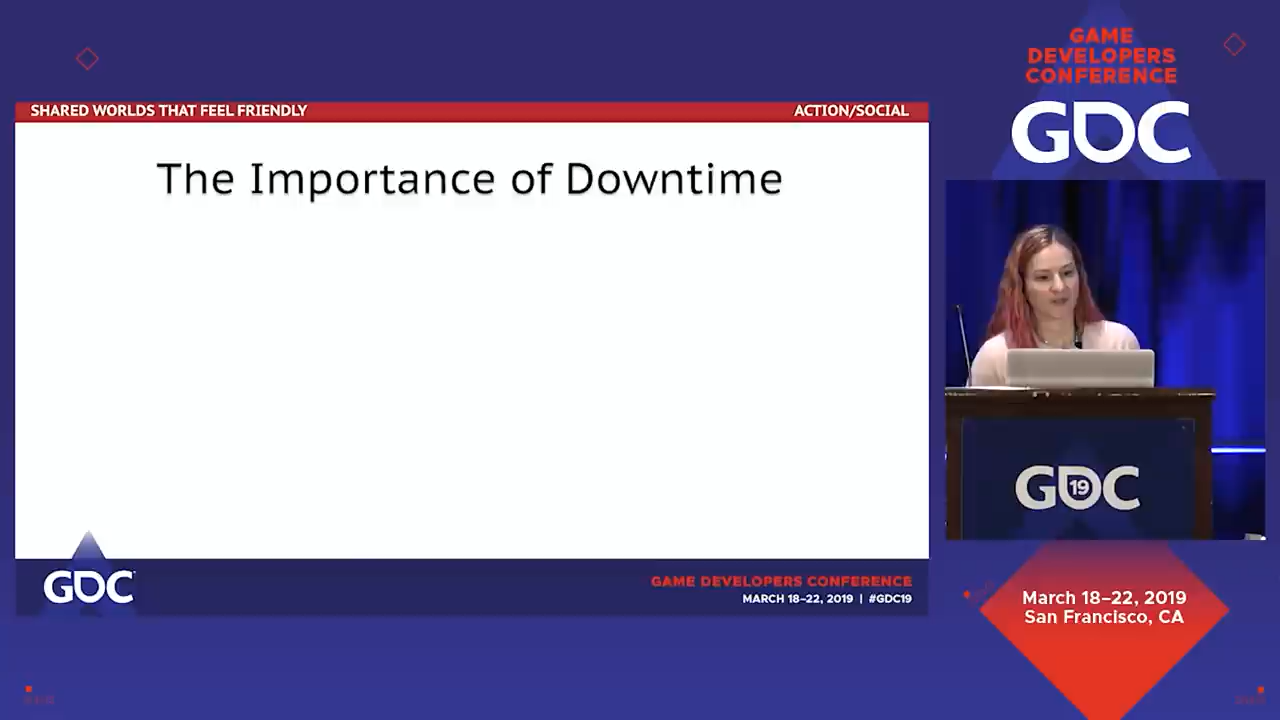 SHARED WORLDS THAT FEEL FRIENDLY
ACTION/SOCIAL
The Importance of Downtime
GDC
GAME DEVELOPERS CONFERENCE
MARCH 18–22, 2019 | #GDC19
GAME
DEVELOPERS
CONFERENCE
GDC
GDC
19
March 18–22, 2019
San Francisco, CA